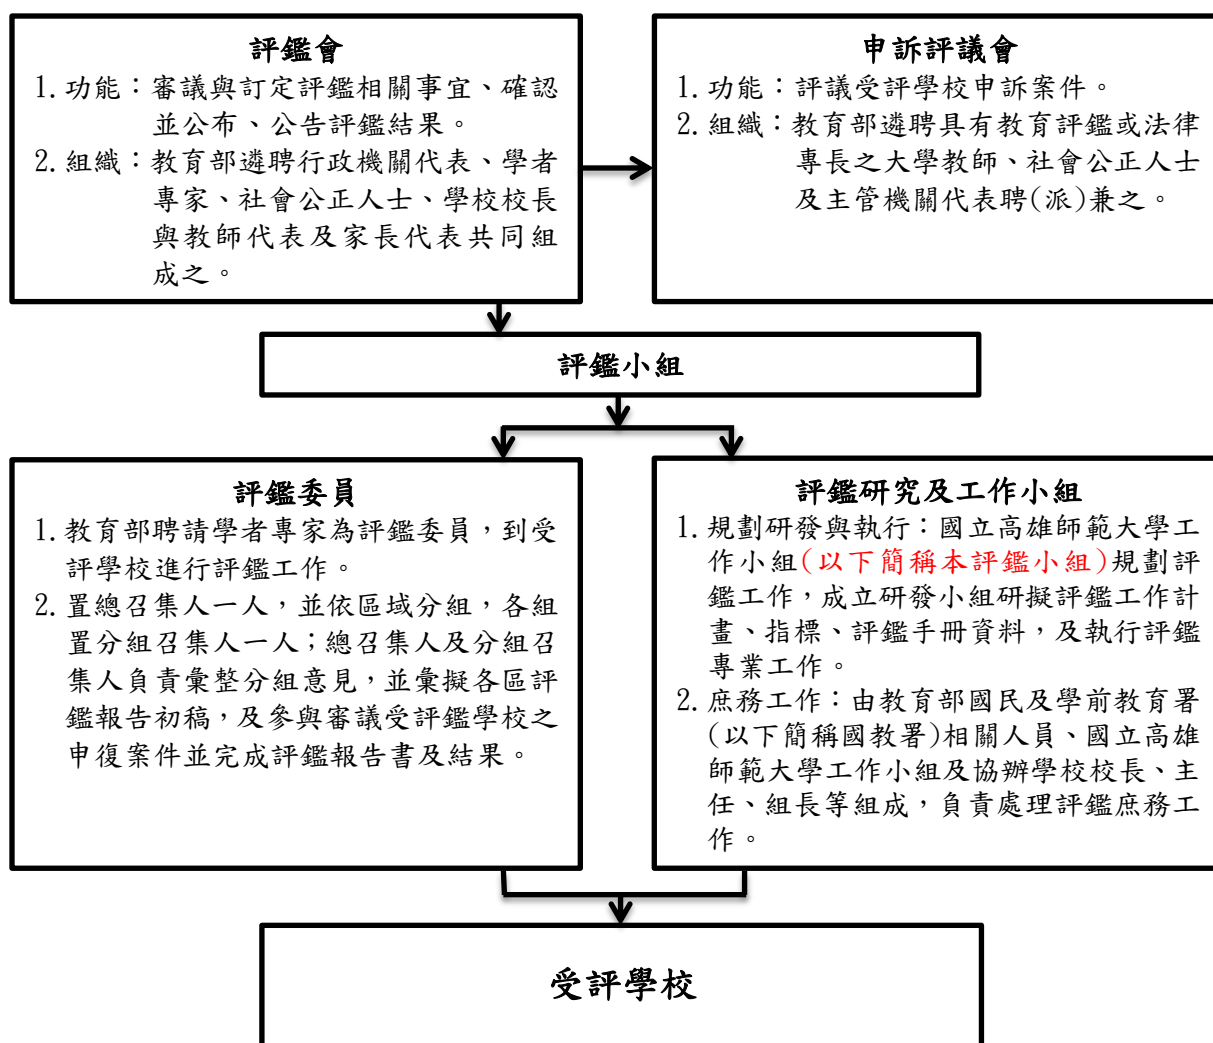 評鑑會
1.功能：審議與訂定評鑑相關事宜、確認
並公布、公告評鑑結果。
2.組織：教育部遴聘行政機關代表、學者
專家、社會公正人士、學校校長
與教師代表及家長代表共同組
成之。
申訴評議會
1.功能：評議受評學校申訴案件。
2.組織：教育部遴聘具有教育評鑑或法律
專長之大學教師、社會公正人士
及主管機關代表聘(派)兼之。
評鑑小組
評鑑委員
1.教育部聘請學者專家為評鑑委員，到受
評學校進行評鑑工作。
2.置總召集人一人，並依區域分組，各組
置分組召集人一人；總召集人及分組召
集人負責彙整分組意見，並彙擬各區評
鑑報告初稿，及參與審議受評鑑學校之
申復案件並完成評鑑報告書及結果。
評鑑研究及工作小組
1.規劃研發與執行：國立高雄師範大學工
作小組(以下簡稱本評鑑小組)規劃評
鑑工作，成立研發小組研擬評鑑工作計
畫、指標、評鑑手冊資料，及執行評鑑
專業工作。
2.庶務工作：由教育部國民及學前教育署
(以下簡稱國教署)相關人員、國立高雄
師範大學工作小組及協辦學校校長、主
任、組長等組成，負責處理評鑑庶務工
作。
受評學校